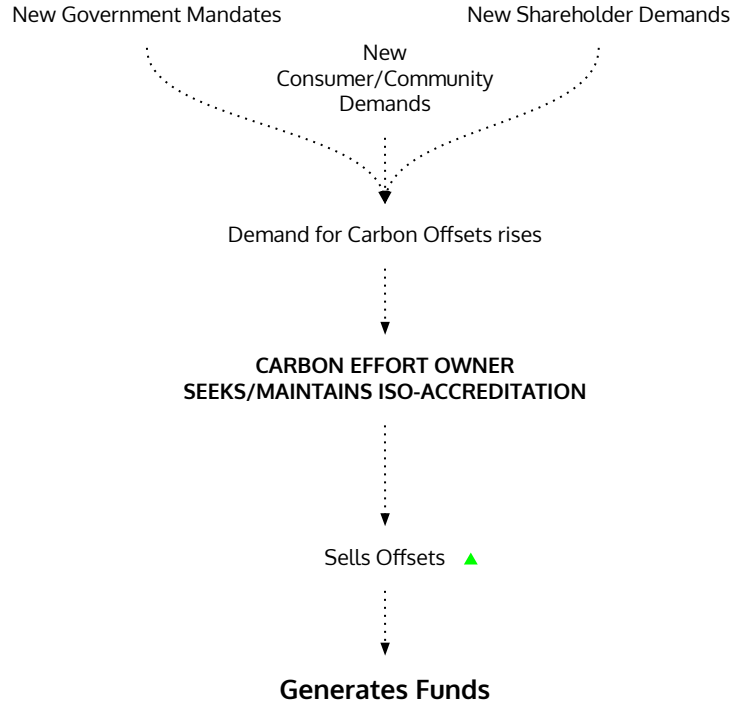 New Government Mandates
New Shareholder Demands
New
Consumer/Community
Demands
Demand for Carbon Offsets rises
CARBON EFFORT OWNER
SEEKS/MAINTAINS ISO-ACCREDITATION
Sells Offsets
Generates Funds